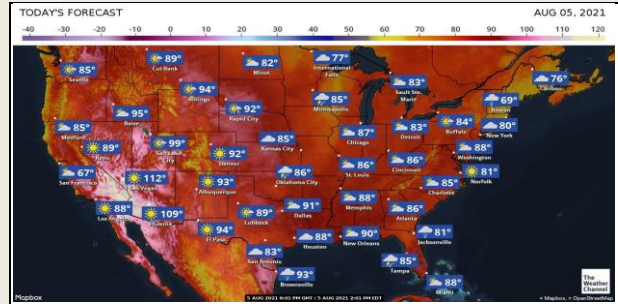 TODAY'S FORECAST
AUG 05, 2021
-40 -30 -20 -10 0 10 20 30 40 50 60 70 80 90 100 110 120
85° Seattle
89° Cut Bank
82° Minot
77° International Falls
83° Sault Ste. Marie
76° Caribou
94° Billings
85° Minneapolis
69° Boston
95° Boise
92° Rapid City
84° Buffalo
80° New York
85° Medford
89° Reno
99° Salt Lake City
92° Denver
85° Kansas City
87° Chicago
83° Detroit
88° Washington
67° San Francisco
112° Las Vegas
93° Albuquerque
86° Oklahoma City
86° St. Louis
86° Cincinnati
81° Norfolk
85° Charlotte
88° Los Angeles
109° Phoenix
89° Lubbock
91° Dallas
88° Memphis
86° Atlanta
94° El Paso
83° San Antonio
88° Houston
90° New Orleans
81° Jacksonville
93° Brownsville
85° Tampa
88° Miami
The Weather Channel
Mapbox
5 AUG 2021 6:01 PM GMT / 5 AUG 2021 2:01 PM EDT
© Mapbox, © OpenStreetMap